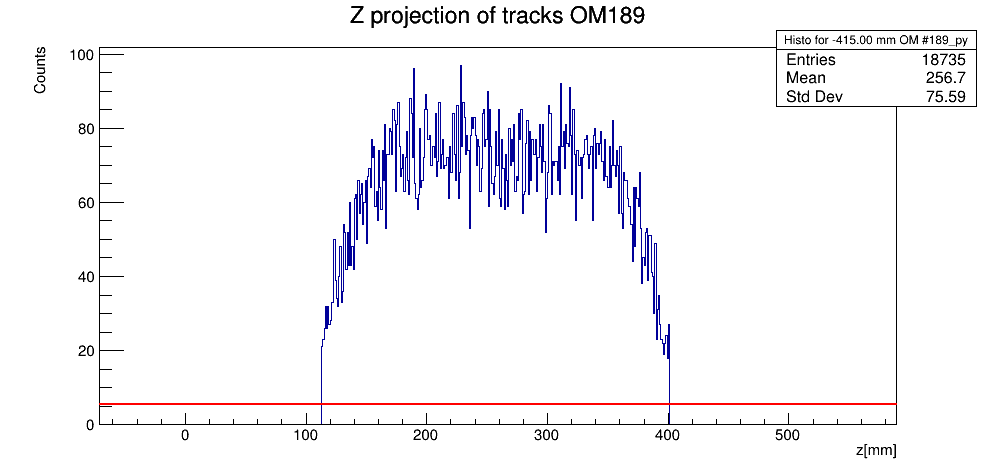 Z projection of tracks OM189
Histo for -415.00 mm OM #189_py
Entries 18735
Mean 256.7
Std Dev 75.59
Counts
100
80
60
40
20
0
0 100 200 300 400 500
z[mm]